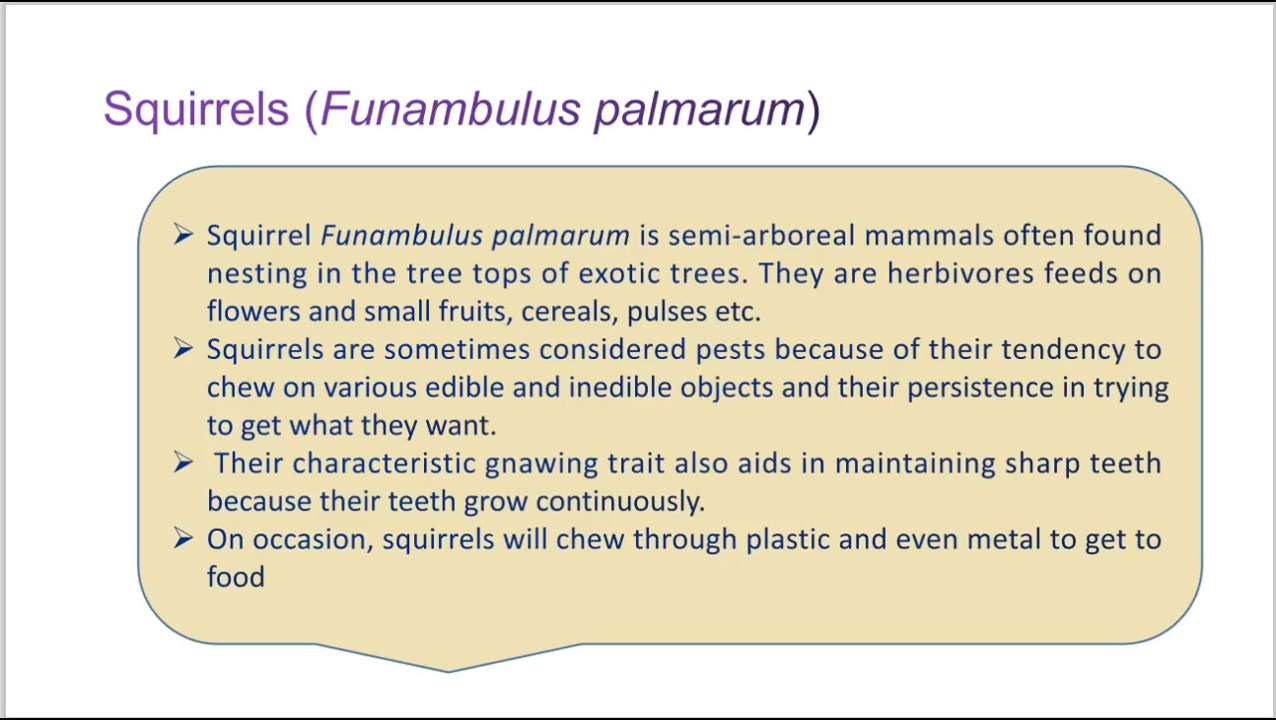 Squirrels (Funambulus palmarum)
➢ Squirrel Funambulus palmarum is semi-arboreal mammals often found
nesting in the tree tops of exotic trees. They are herbivores feeds on
flowers and small fruits, cereals, pulses etc.
➢ Squirrels are sometimes considered pests because of their tendency to
chew on various edible and inedible objects and their persistence in trying
to get what they want.
➢ Their characteristic gnawing trait also aids in maintaining sharp teeth
because their teeth grow continuously.
➢ On occasion, squirrels will chew through plastic and even metal to get to
food